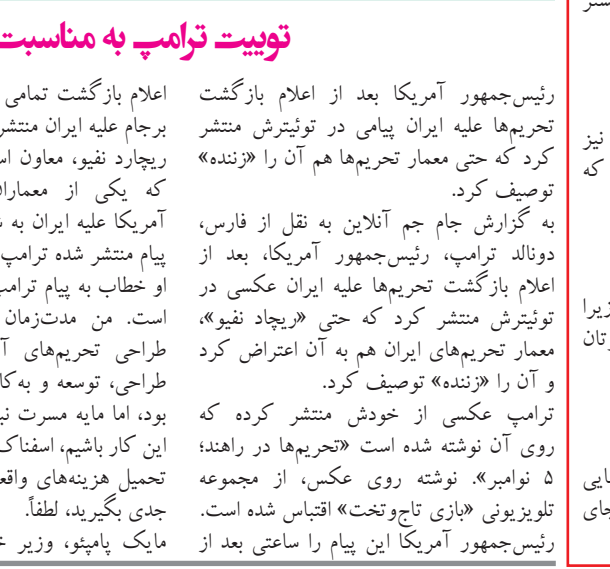 توییت ترامپ به مناسبت
رئیس‌جمهور آمریکا بعد از اعلام بازگشت
تحریم‌ها علیه ایران پیامی در توئیترش منتشر
کرد که حتی معمار تحریم‌ها هم آن را «زننده»
توصیف کرد.
به گزارش جام جم آنلاین به نقل از فارس،
دونالد ترامپ، رئیس‌جمهور آمریکا، بعد از
اعلام بازگشت تحریم‌ها علیه ایران عکسی در
توئیترش منتشر کرد که حتی «ریچاد نفیو»،
معمار تحریم‌های ایران هم به آن اعتراض کرد
و آن را «زننده» توصیف کرد.
ترامپ عکسی از خودش منتشر کرده که
روی آن نوشته شده است «تحریم‌ها در راهند؛
۵ نوامبر». نوشته روی عکس، از مجموعه
تلویزیونی «بازی تاج‌وتخت» اقتباس شده است.
رئیس‌جمهور آمریکا این پیام را ساعتی بعد از
اعلام بازگشت تمامی
برجام علیه ایران منتشر
ریچارد نفیو، معاون
که یکی از
آمریکا علیه ایران به
پیام منتشر شده ترامپ
او خطاب به پیام
است. من مدت‌زمان
طراحی تحریم‌های
طراحی، توسعه و
بود، اما مایه مسرت
این کار باشیم، اسفناک
تحمیل هزینه‌های
جدی بگیرید، لطفاً.
مایک پامپئو، وزیر
نیز
که
زیرا